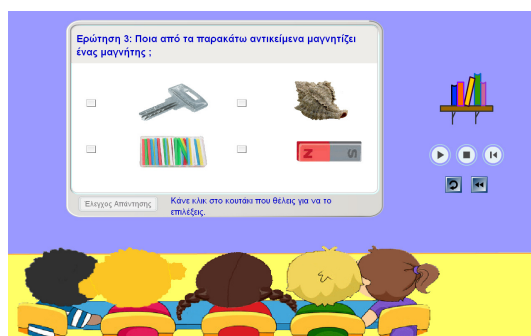 Ερώτηση 3: Ποια από τα παρακάτω αντικείμενα μαγνητίζει
ένας μαγνήτης ;
N S
Έλεγχος Απάντησης
Κάνε κλικ στο κουτάκι που θέλεις για να το
επιλέξεις.